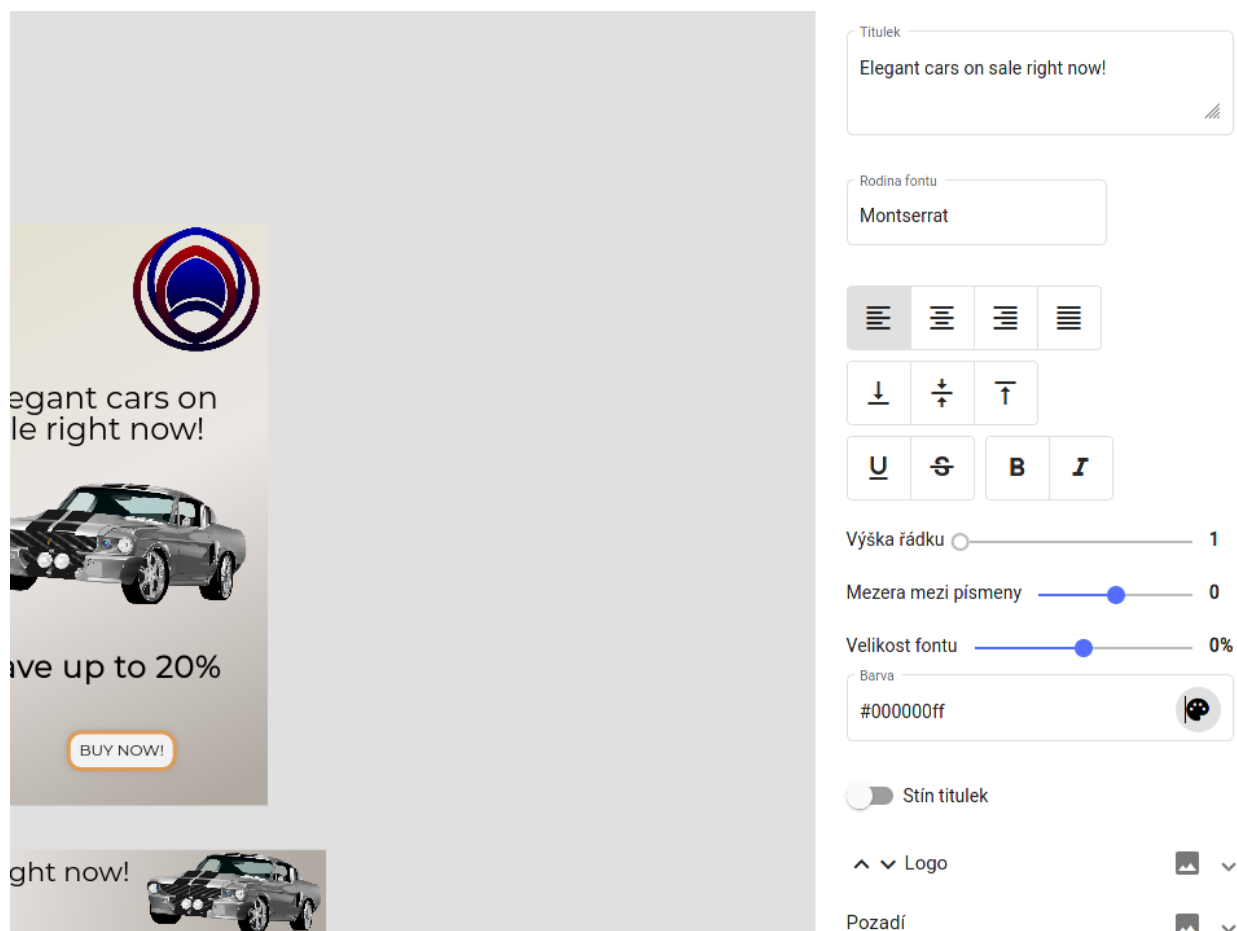 Titulek
Elegant cars on sale right now!
Rodina fontu
Montserrat
U S B I
Výška řádku 1
Mezera mezi písmeny 0
Velikost fontu 0%
Barva
#000000ff
Stín titulek
Logo
Pozadí
egant cars on
le right now!
ave up to 20%
BUY NOW!
ght now!